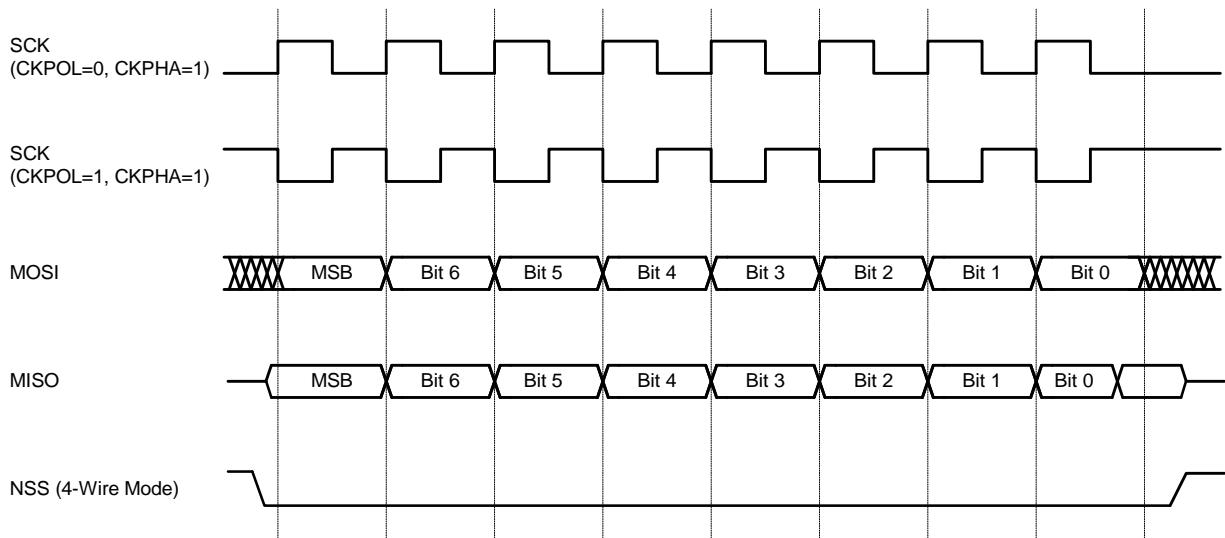 SCK
(CKPOL=0, CKPHA=1)
SCK
(CKPOL=1, CKPHA=1)
MOSI
MSB Bit 6 Bit 5 Bit 4 Bit 3 Bit 2 Bit 1 Bit 0
MISO
MSB Bit 6 Bit 5 Bit 4 Bit 3 Bit 2 Bit 1 Bit 0
NSS (4-Wire Mode)